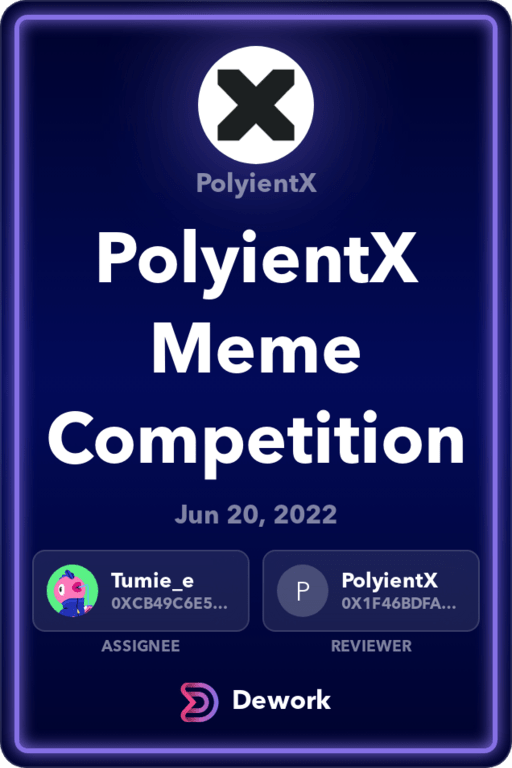 PolyientX
PolyientX
Meme
Competition
Jun 20, 2022
Tumie_e
0XCB49C6E5...
ASSIGNEE
P
PolyientX
0X1F46BDFA...
REVIEWER
Dework